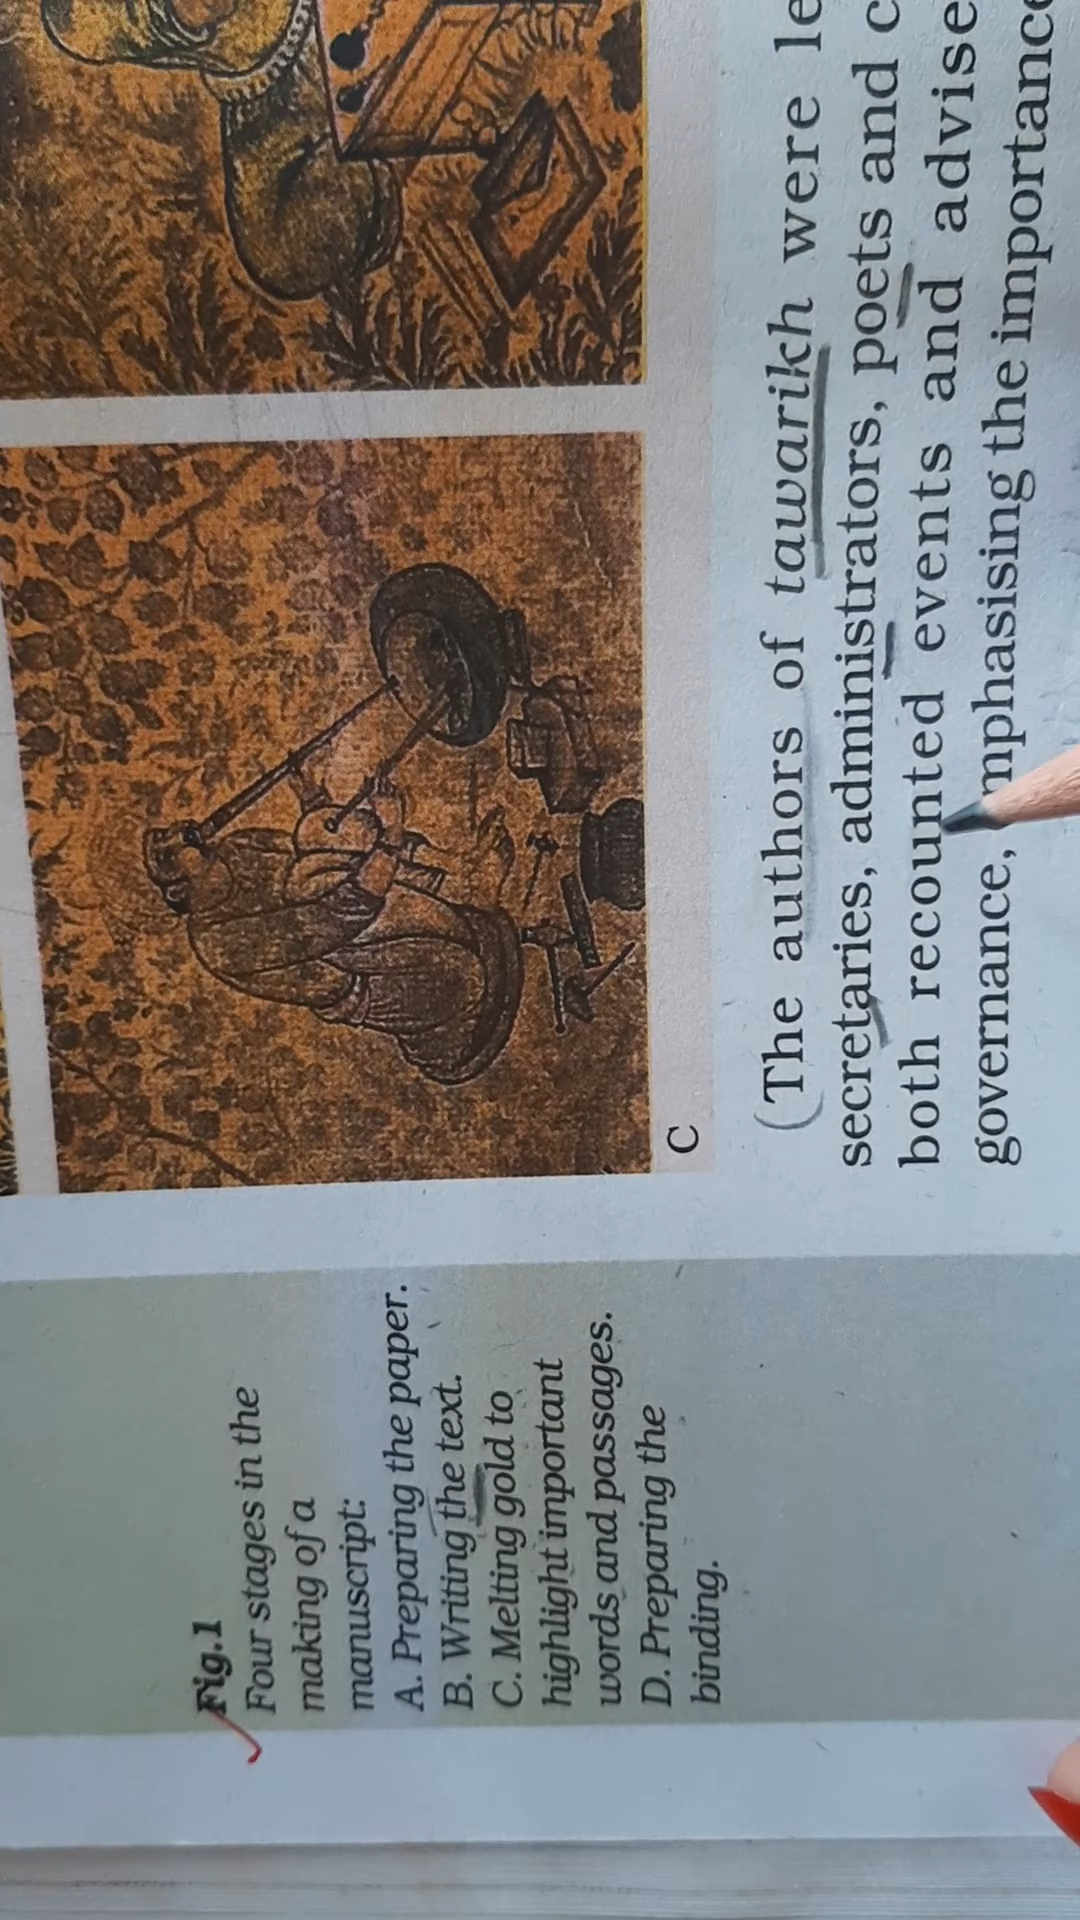 Fig.1
Four stages in the
making of a
manuscript:
A. Preparing the paper.
B. Writing the text.
C. Melting gold to
highlight important
words and passages.
D. Preparing the
binding.
C
(The authors of tawarikh were
secretaries, administrators, poets and
both recounted events and
governance, the